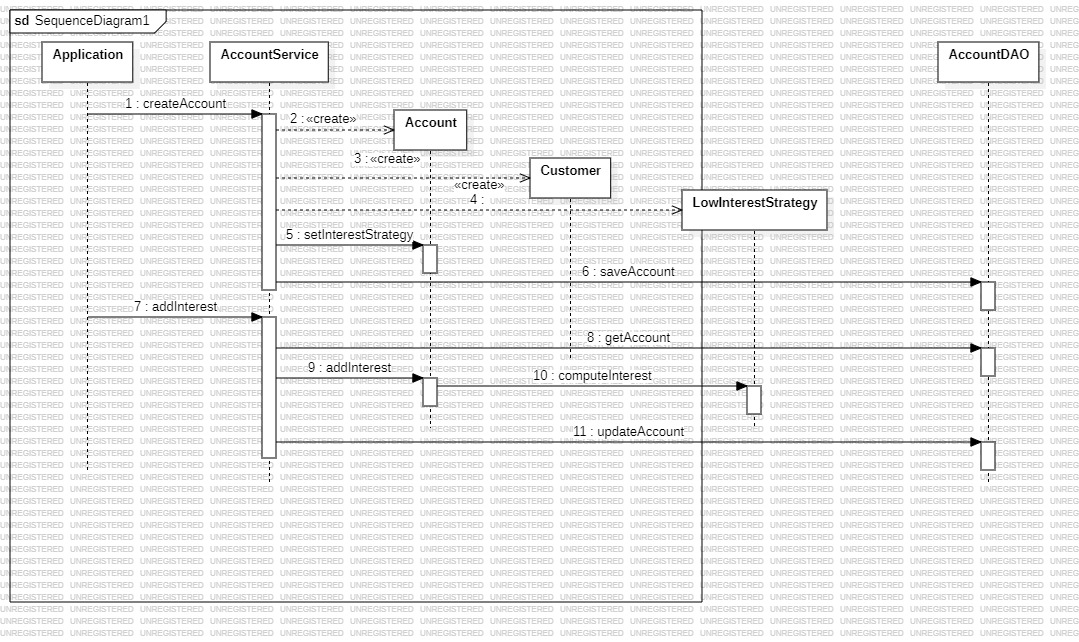 sd SequenceDiagram1
Application
AccountService
AccountDAO
1 : createAccount
2 : «create»
Account
3 : «create»
Customer
«create»
4 :
LowInterestStrategy
5 : setInterestStrategy
6 : saveAccount
7 : addInterest
8 : getAccount
9 : addInterest
10 : computeInterest
11 : updateAccount
UNREGISTERED